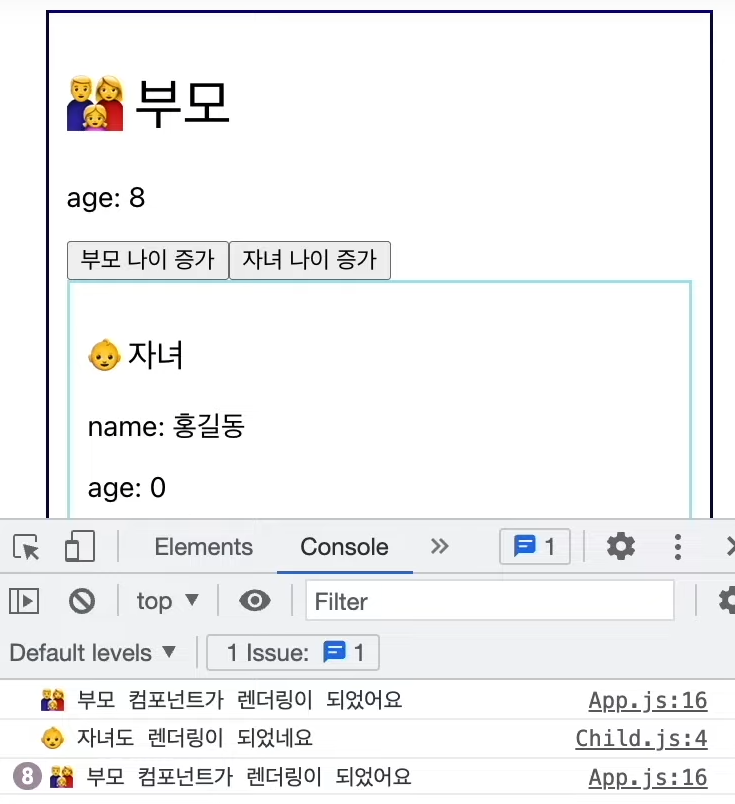 👨‍👩‍👧 부모
age: 8
부모 나이 증가 자녀 나이 증가
👶 자녀
name: 홍길동
age: 0
Elements Console » 1
top ▼ Filter
Default levels ▼ 1 Issue: 1
👨‍👩‍👧‍👦 부모 컴포넌트가 렌더링이 되었어요 App.js:16
👶 자녀도 렌더링이 되었네요 Child.js:4
8 👨‍👩‍👧‍👦 부모 컴포넌트가 렌더링이 되었어요 App.js:16